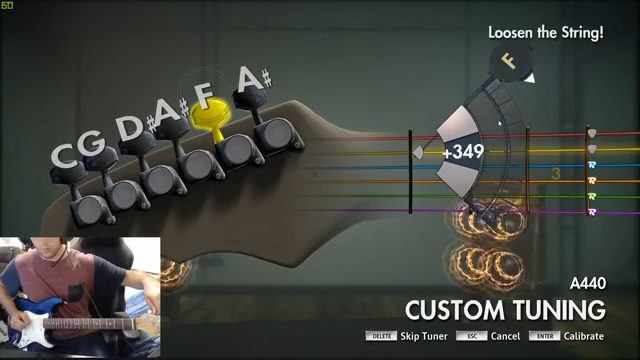 60
Loosen the String!
F
C G D# A# F A#
+349
3
A440
CUSTOM TUNING
DELETE Skip Tuner ESC Cancel ENTER Calibrate